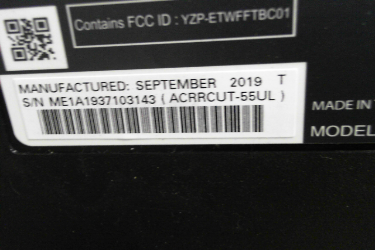 Contains FCC ID : YZP-ETWFFTBC01
MANUFACTURED: SEPTEMBER 2019 T
S/N ME1A1937103143 ( ACRRCUT-55UL )
MADE IN
MODEL